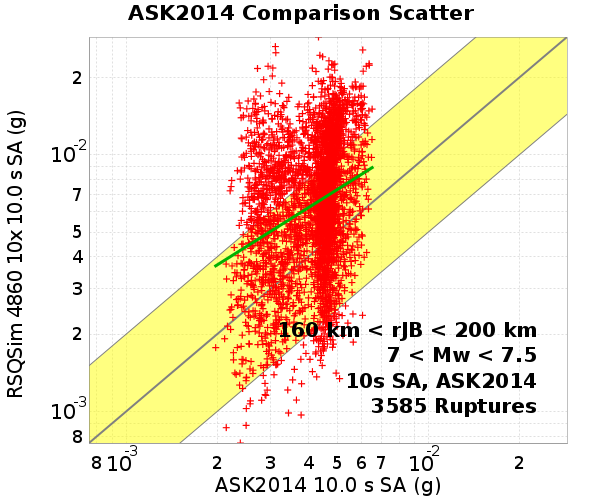 ASK2014 Comparison Scatter
RSQSim 4860 10x 10.0 s SA (g)
2
10-2
7
5
4
3
2
10-3
8
160 km < rJB < 200 km
7 < Mw < 7.5
10s SA, ASK2014
3585 Ruptures
8 10-3 2 3 4 5 6 7 10-2 2
ASK2014 10.0 s SA (g)